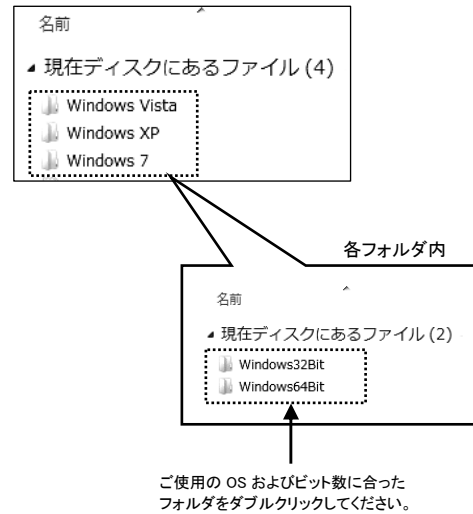 名前
現在ディスクにあるファイル (4)
Windows Vista
Windows XP
Windows 7
各フォルダ内
名前
現在ディスクにあるファイル (2)
Windows32Bit
Windows64Bit
ご使用の OS およびビット数に合った
フォルダをダブルクリックしてください。